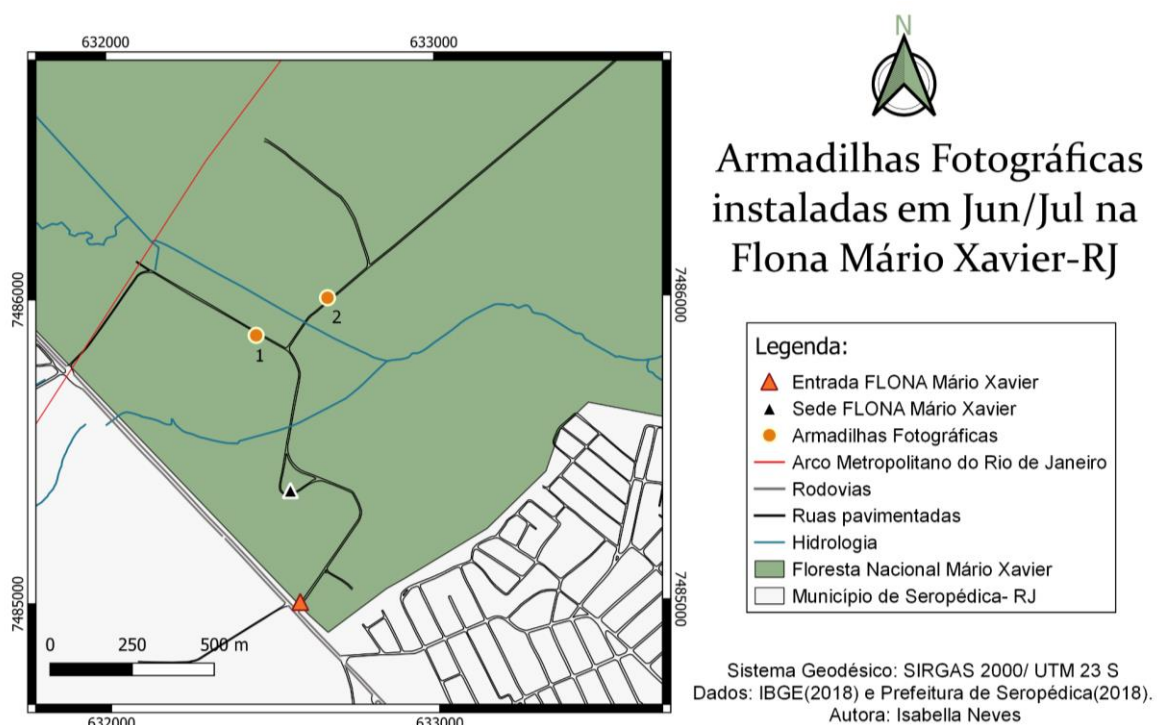 632000
633000
N
Armadilhas Fotográficas
instaladas em Jun/Jul na
Flona Mário Xavier-RJ
7486000
7486000
2
1
Legenda:
Entrada FLONA Mário Xavier
Sede FLONA Mário Xavier
Armadilhas Fotográficas
Arco Metropolitano do Rio de Janeiro
Rodovias
Ruas pavimentadas
Hidrologia
Floresta Nacional Mário Xavier
Município de Seropédica- RJ
7485000
7485000
0 250 500 m
Sistema Geodésico: SIRGAS 2000/ UTM 23 S
Dados: IBGE(2018) e Prefeitura de Seropédica(2018).
Autora: Isabella Neves
632000
633000